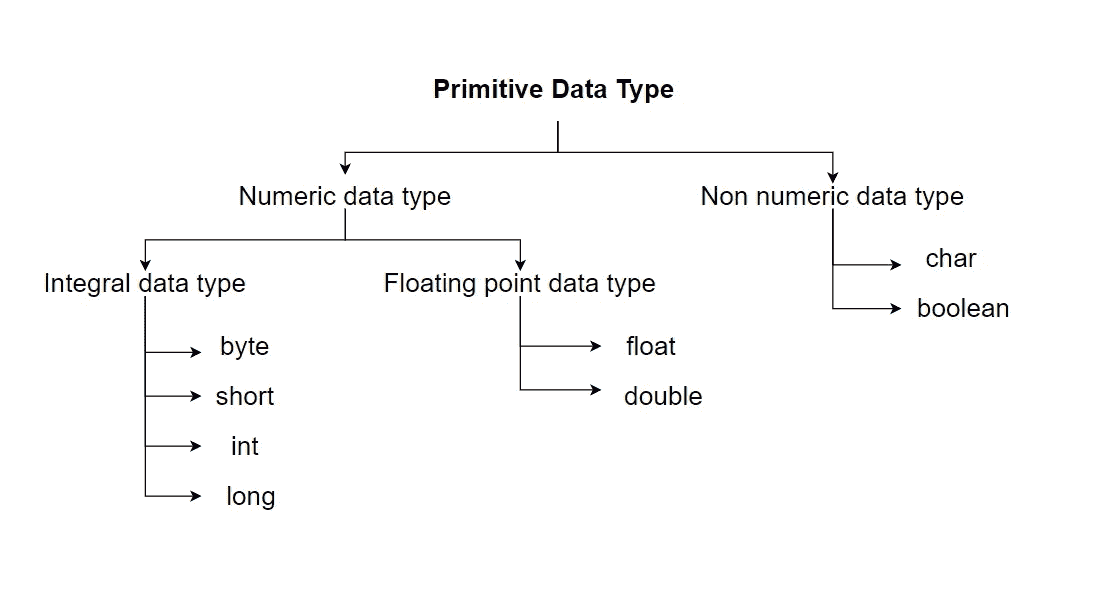 Primitive Data Type
Numeric data type
Non numeric data type
Integral data type
Floating point data type
char
boolean
byte
short
int
long
float
double